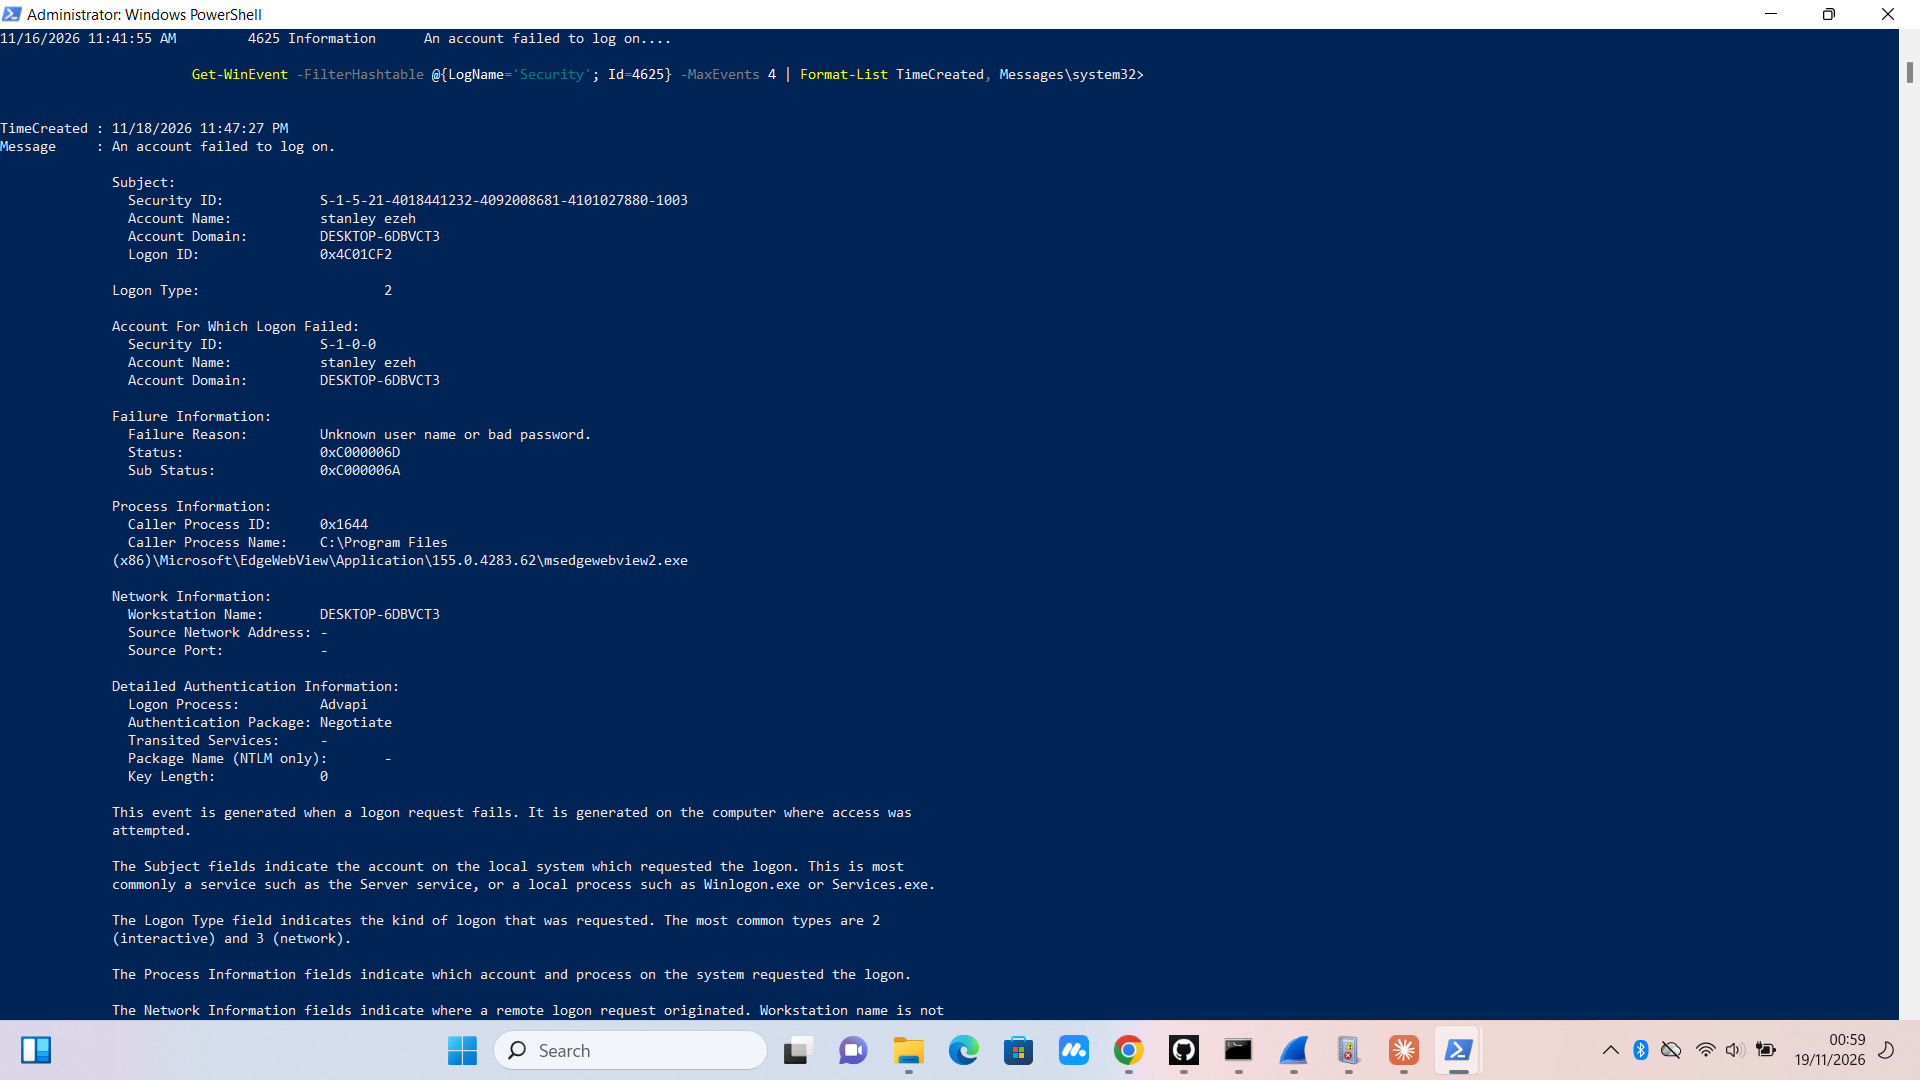 Administrator: Windows PowerShell
11/16/2026 11:41:55 AM 4625 Information An account failed to log on....
Get-WinEvent -FilterHashtable @{LogName='Security'; Id=4625} -MaxEvents 4 | Format-List TimeCreated, Messages\system32>
TimeCreated : 11/18/2026 11:47:27 PM
Message : An account failed to log on.
Subject:
Security ID: S-1-5-21-4018441232-4092008681-4101027880-1003
Account Name: stanley ezeh
Account Domain: DESKTOP-6DBVCT3
Logon ID: 0x4C01CF2
Logon Type: 2
Account For Which Logon Failed:
Security ID: S-1-0-0
Account Name: stanley ezeh
Account Domain: DESKTOP-6DBVCT3
Failure Information:
Failure Reason: Unknown user name or bad password.
Status: 0xC000006D
Sub Status: 0xC000006A
Process Information:
Caller Process ID: 0x1644
Caller Process Name: C:\Program Files
(x86)\Microsoft\EdgeWebView\Application\155.0.4283.62\msedgewebview2.exe
Network Information:
Workstation Name: DESKTOP-6DBVCT3
Source Network Address: -
Source Port: -
Detailed Authentication Information:
Logon Process: Advapi
Authentication Package: Negotiate
Transited Services: -
Package Name (NTLM only): -
Key Length: 0
This event is generated when a logon request fails. It is generated on the computer where access was
attempted.
The Subject fields indicate the account on the local system which requested the logon. This is most
commonly a service such as the Server service, or a local process such as Winlogon.exe or Services.exe.
The Logon Type field indicates the kind of logon that was requested. The most common types are 2
(interactive) and 3 (network).
The Process Information fields indicate which account and process on the system requested the logon.
The Network Information fields indicate where a remote logon request originated. Workstation name is not
Search
00:59
19/11/2026